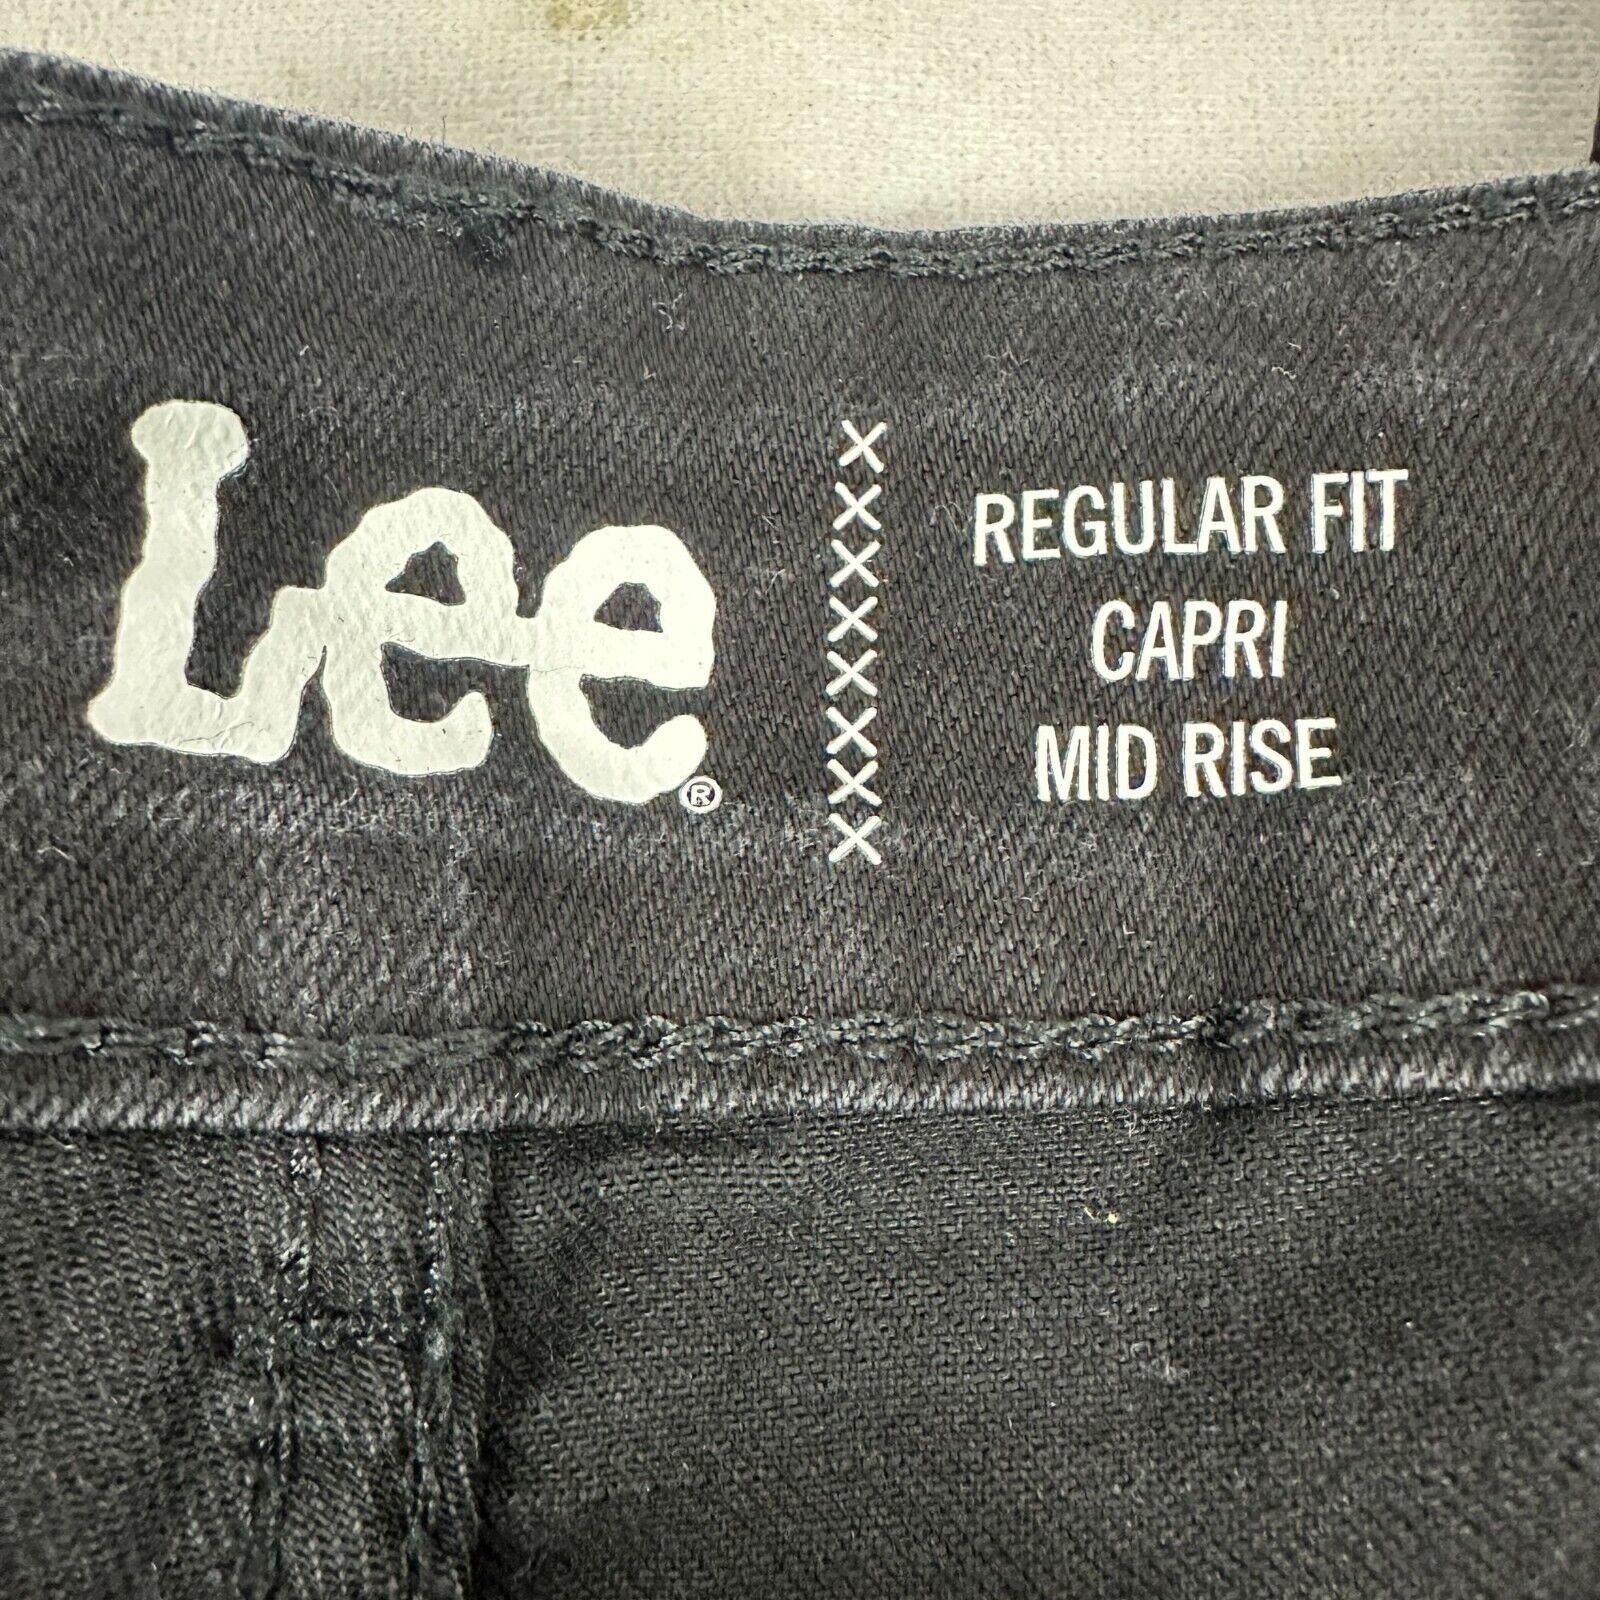 Lee®
REGULAR FIT
CAPRI
MID RISE